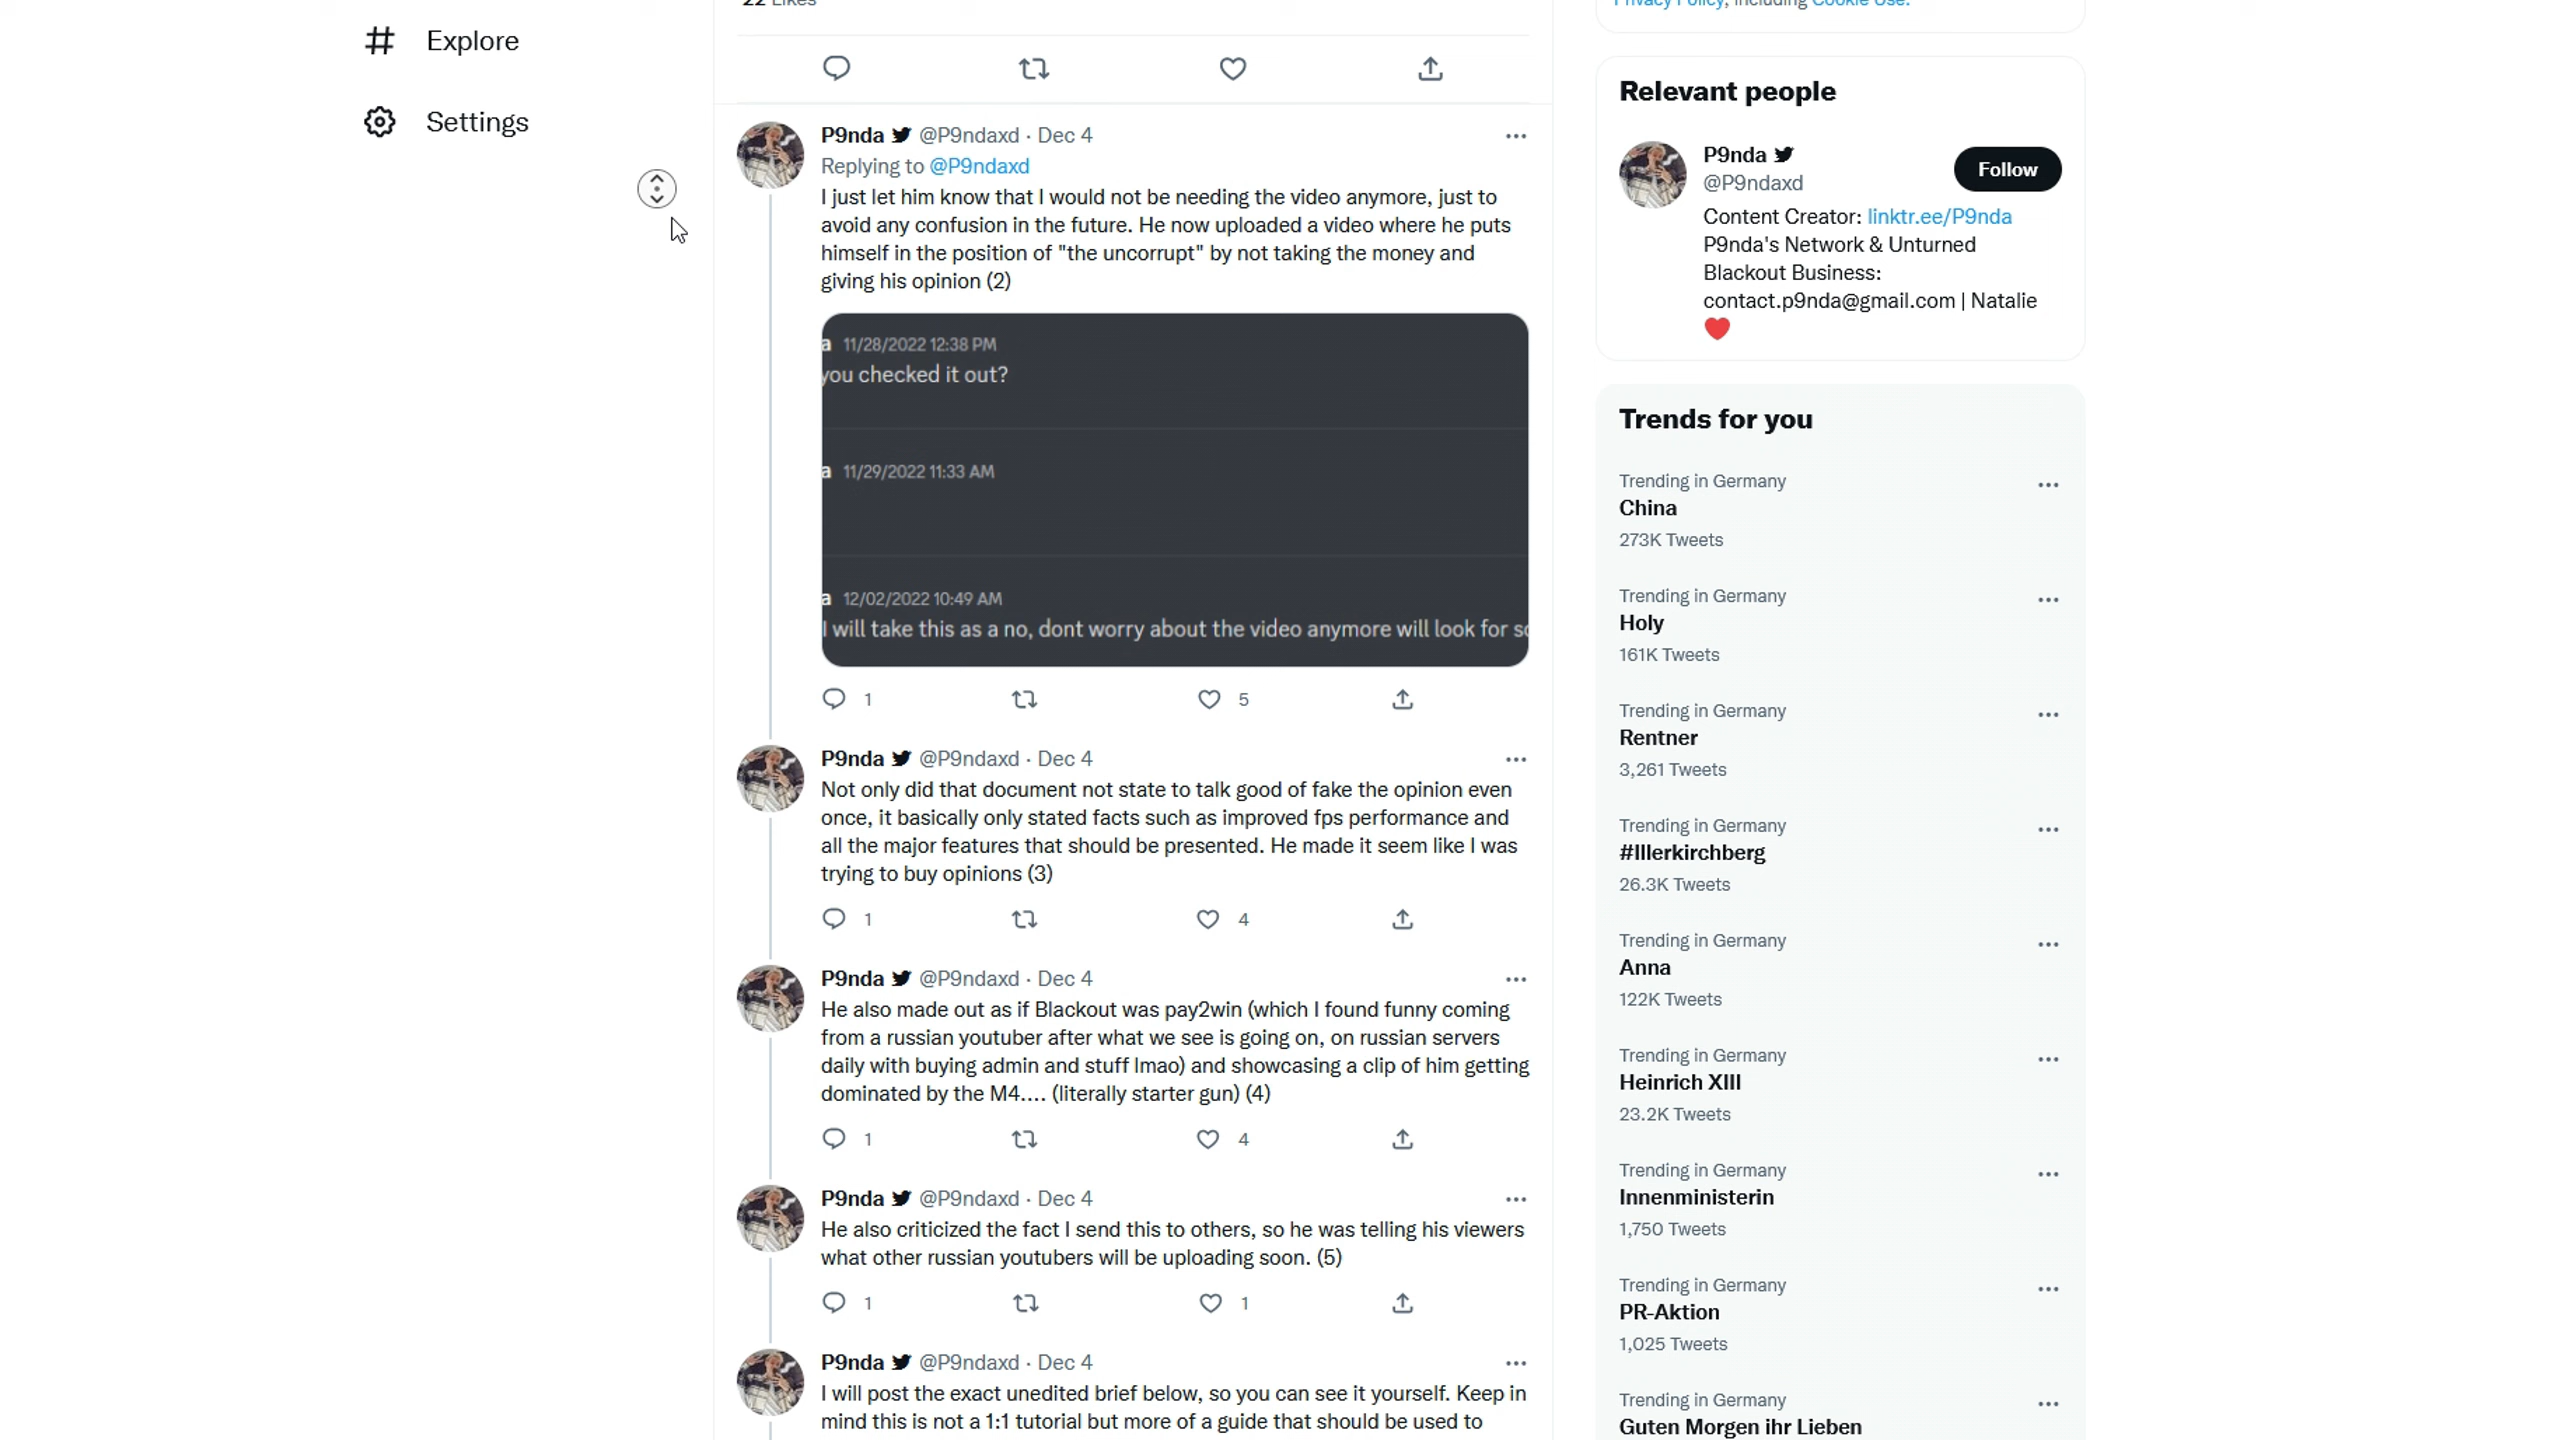 22 Likes
Explore
Settings
P9nda @P9ndaxd · Dec 4
Replying to @P9ndaxd
I just let him know that I would not be needing the video anymore, just to
avoid any confusion in the future. He now uploaded a video where he puts
himself in the position of "the uncorrupt" by not taking the money and
giving his opinion (2)
a 11/28/2022 12:38 PM
you checked it out?
a 11/29/2022 11:33 AM
a 12/02/2022 10:49 AM
I will take this as a no, dont worry about the video anymore will look for so
1
5
P9nda @P9ndaxd · Dec 4
Not only did that document not state to talk good of fake the opinion even
once, it basically only stated facts such as improved fps performance and
all the major features that should be presented. He made it seem like I was
trying to buy opinions (3)
1
4
P9nda @P9ndaxd · Dec 4
He also made out as if Blackout was pay2win (which I found funny coming
from a russian youtuber after what we see is going on, on russian servers
daily with buying admin and stuff lmao) and showcasing a clip of him getting
dominated by the M4.... (literally starter gun) (4)
1
4
P9nda @P9ndaxd · Dec 4
He also criticized the fact I send this to others, so he was telling his viewers
what other russian youtubers will be uploading soon. (5)
1
1
P9nda @P9ndaxd · Dec 4
I will post the exact unedited brief below, so you can see it yourself. Keep in
mind this is not a 1:1 tutorial but more of a guide that should be used to
Privacy Policy, including Cookie Use.
Relevant people
P9nda
@P9ndaxd
Follow
Content Creator: linktr.ee/P9nda
P9nda's Network & Unturned
Blackout Business:
contact.p9nda@gmail.com | Natalie
Trends for you
Trending in Germany
China
273K Tweets
Trending in Germany
Holy
161K Tweets
Trending in Germany
Rentner
3,261 Tweets
Trending in Germany
#Illerkirchberg
26.3K Tweets
Trending in Germany
Anna
122K Tweets
Trending in Germany
Heinrich XIII
23.2K Tweets
Trending in Germany
Innenministerin
1,750 Tweets
Trending in Germany
PR-Aktion
1,025 Tweets
Trending in Germany
Guten Morgen ihr Lieben